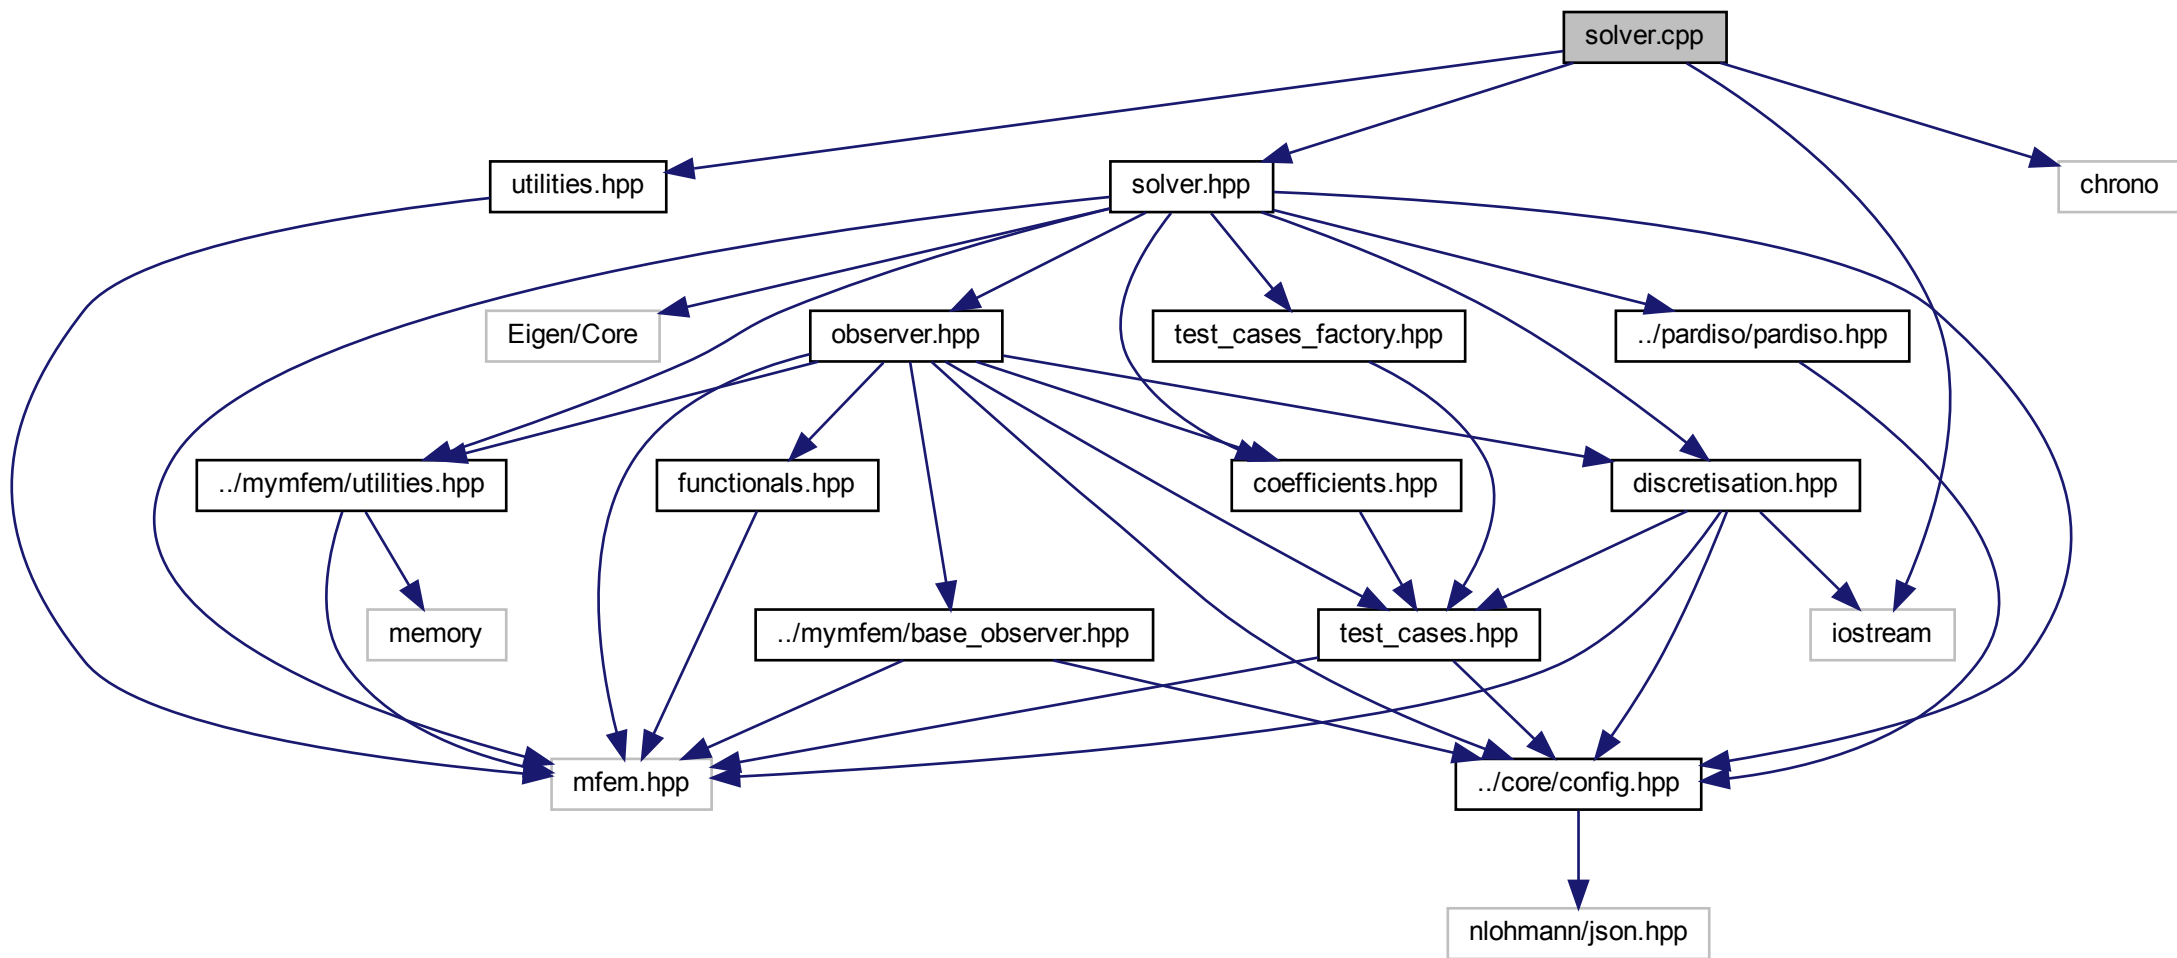 solver.cpp
utilities.hpp
solver.hpp
chrono
Eigen/Core
observer.hpp
test_cases_factory.hpp
../pardiso/pardiso.hpp
../mymfem/utilities.hpp
functionals.hpp
coefficients.hpp
discretisation.hpp
memory
../mymfem/base_observer.hpp
test_cases.hpp
iostream
mfem.hpp
../core/config.hpp
nlohmann/json.hpp